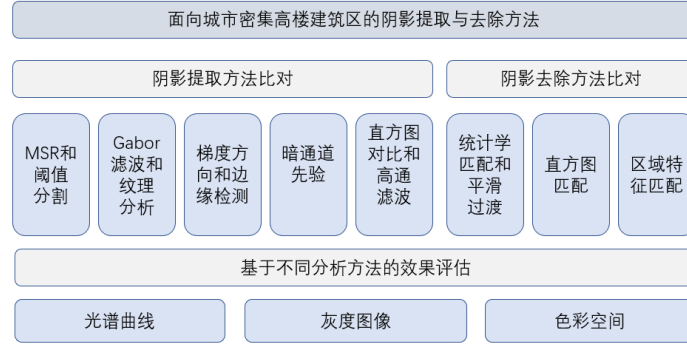 面向城市密集高楼建筑区的阴影提取与去除方法
阴影提取方法比对
阴影去除方法比对
MSR和
阈值
分割
Gabor
滤波和
纹理
分析
梯度方
向和边
缘检测
暗通道
先验
直方图
对比和
高通
滤波
统计学
匹配和
平滑
过渡
直方图
匹配
区域特
征匹配
基于不同分析方法的效果评估
光谱曲线
灰度图像
色彩空间